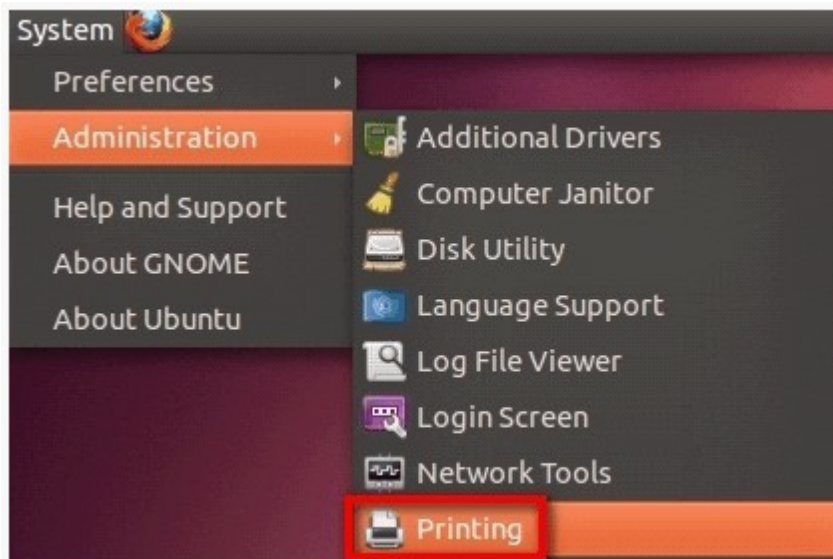 System
Preferences
Administration
Help and Support
About GNOME
About Ubuntu
Additional Drivers
Computer Janitor
Disk Utility
Language Support
Log File Viewer
Login Screen
Network Tools
Printing